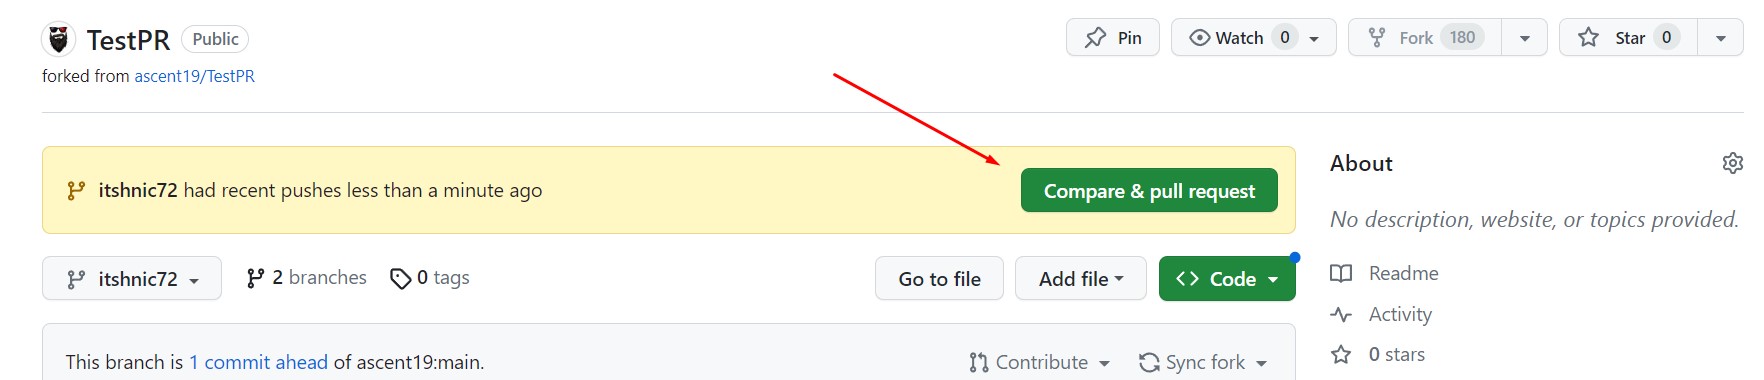 TestPR Public Pin Watch 0 Fork 180 Star 0
forked from ascent19/TestPR
itshnic72 had recent pushes less than a minute ago Compare & pull request
itshnic72 2 branches 0 tags Go to file Add file Code
This branch is 1 commit ahead of ascent19:main. Contribute Sync fork
About
No description, website, or topics provided.
Readme
Activity
0 stars